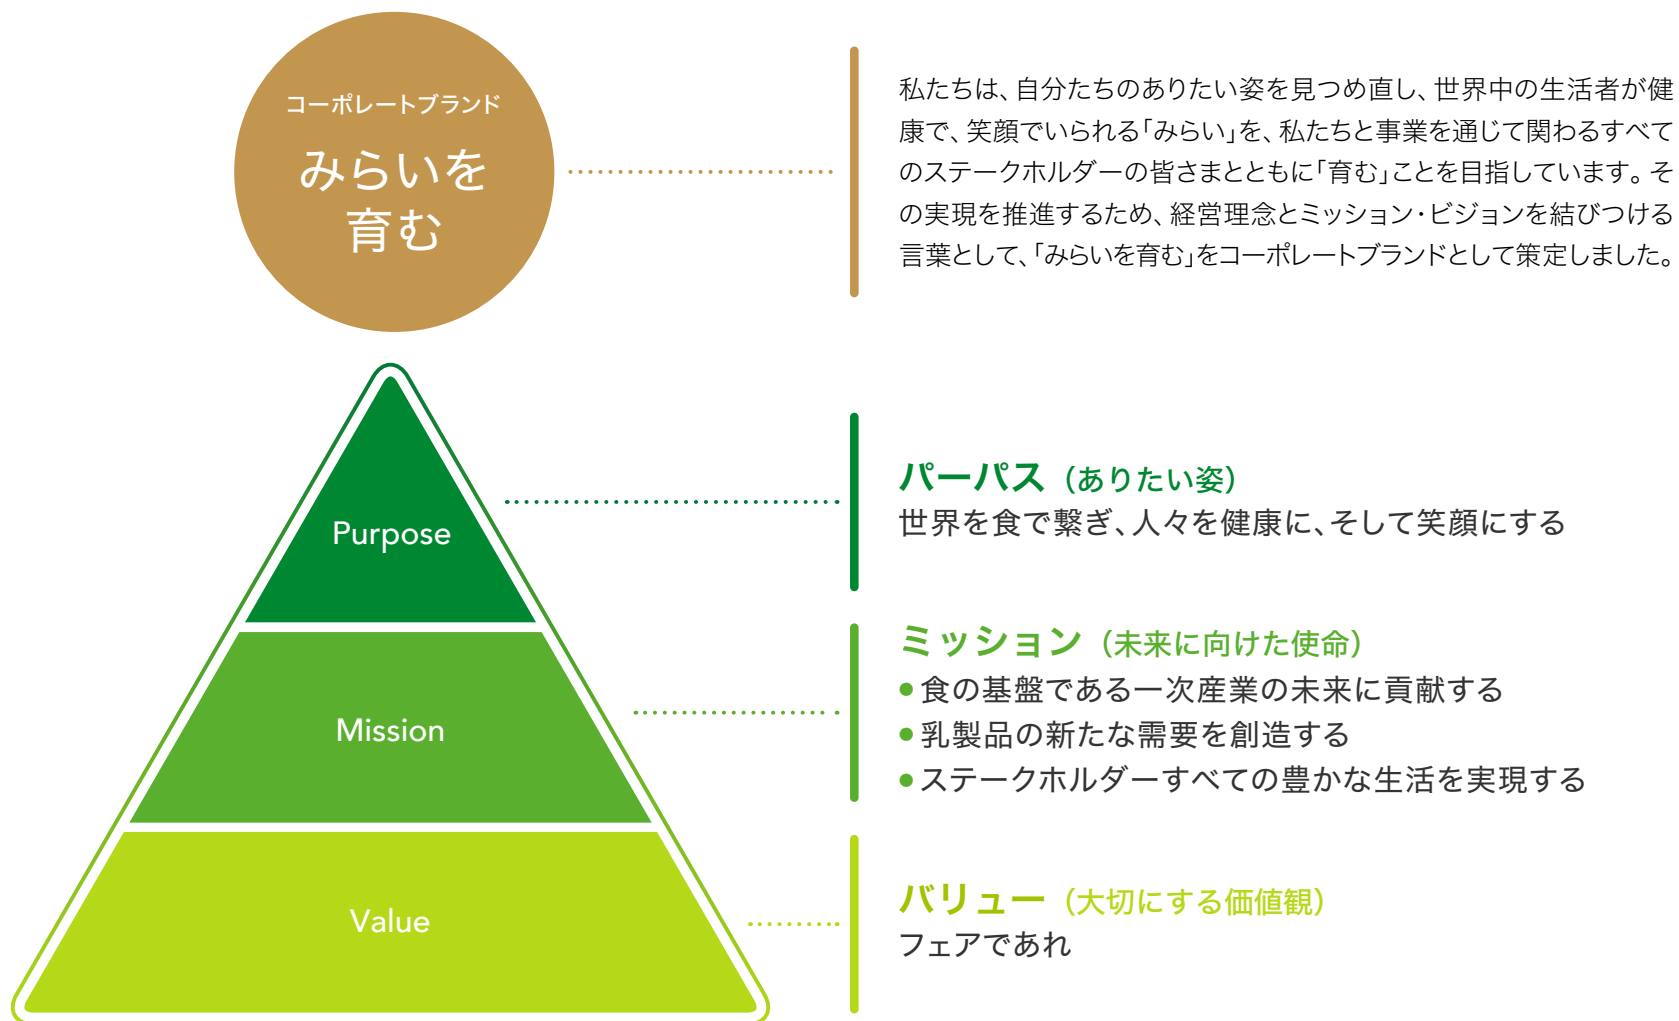 コーポレートブランド
みらいを
育む
私たちは、自分たちのありたい姿を見つめ直し、世界中の生活者が健
康で、笑顔でいられる「みらい」を、私たちと事業を通じて関わるすべて
のステークホルダーの皆さまとともに「育む」ことを目指しています。そ
の実現を推進するため、経営理念とミッション・ビジョンを結びつける
言葉として、「みらいを育む」をコーポレートブランドとして策定しました。
Purpose
パーパス（ありたい姿）
世界を食で繋ぎ、人々を健康に、そして笑顔にする
Mission
ミッション（未来に向けた使命）
●食の基盤である一次産業の未来に貢献する
●乳製品の新たな需要を創造する
●ステークホルダーすべての豊かな生活を実現する
Value
バリュー（大切にする価値観）
フェアであれ